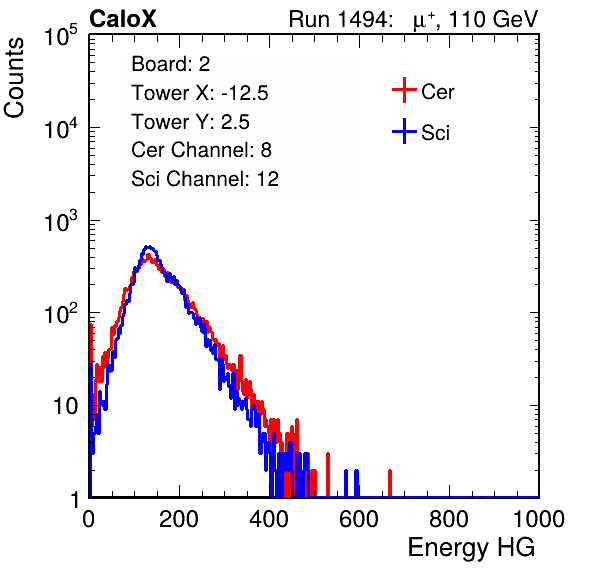 CaloX Run 1494: μ⁺, 110 GeV
Board: 2
Tower X: -12.5
Tower Y: 2.5
Cer Channel: 8
Sci Channel: 12
Cer
Sci
Counts
10⁵
10⁴
10³
10²
10
1
0 200 400 600 800 1000
Energy HG